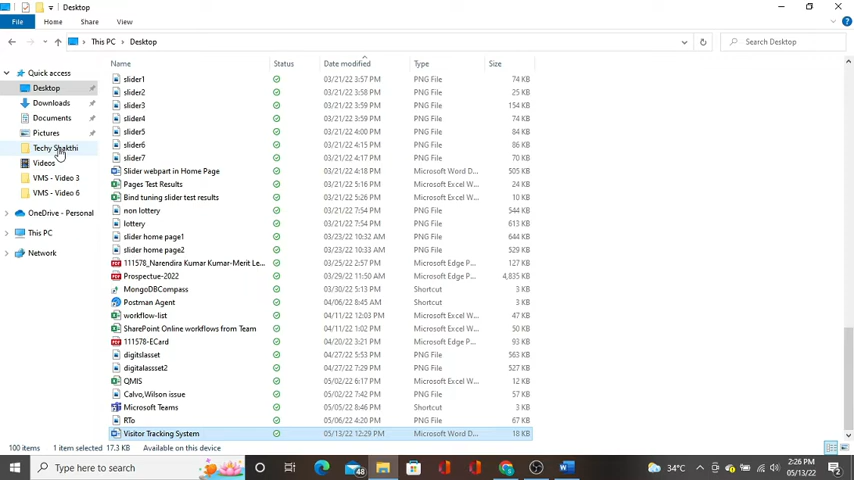 Desktop
File Home Share View
This PC Desktop Search Desktop
Name Status Date modified Type Size
Quick access
Desktop
Downloads
Documents
Pictures
Techy Shakthi
Videos
VMS - Video 3
VMS - Video 6
OneDrive - Personal
This PC
Network
slider1 03/21/22 3:57 PM PNG File 74 KB
slider2 03/21/22 3:58 PM PNG File 25 KB
slider3 03/21/22 3:59 PM PNG File 154 KB
slider4 03/21/22 3:59 PM PNG File 84 KB
slider5 03/21/22 4:00 PM PNG File 84 KB
slider6 03/21/22 4:15 PM PNG File 86 KB
slider7 03/21/22 4:17 PM PNG File 70 KB
Slider webpart in Home Page 03/23/22 4:18 PM Microsoft Word D... 505 KB
Pages Test Results 03/23/22 6:56 PM Microsoft Excel W... 24 KB
Bind tuning slider test results 03/23/22 6:56 PM Microsoft Excel W... 10 KB
non lottery 03/21/22 7:54 PM PNG File 544 KB
lottery 03/21/22 7:54 PM PNG File 613 KB
slider home page1 03/23/22 10:32 AM PNG File 644 KB
slider home page2 03/23/22 10:33 AM PNG File 529 KB
111578_Narendira Kumar Kumar-Merit Le... 03/25/22 2:57 PM Microsoft Edge P... 127 KB
Prospectue-2022 03/29/22 11:50 AM Microsoft Edge P... 4,835 KB
MongoDBCompass 03/30/22 5:13 PM Shortcut 3 KB
Postman Agent 04/06/22 8:45 AM Shortcut 3 KB
workflow-list 04/11/22 12:03 PM Microsoft Excel W... 47 KB
SharePoint Online workflows from Team 04/11/22 1:02 PM Microsoft Excel W... 50 KB
111578-ECard 04/20/22 3:21 PM Microsoft Edge P... 93 KB
digitslasset 04/27/22 5:53 PM PNG File 563 KB
digitalassset2 04/27/22 7:29 PM PNG File 527 KB
QMIS 05/02/22 6:17 PM Microsoft Excel W... 12 KB
Calvo,Wilson issue 05/02/22 7:42 PM PNG File 64 KB
Microsoft Teams 05/05/22 8:46 PM Shortcut 3 KB
RTo 05/06/22 4:20 PM PNG File 67 KB
Visitor Tracking System 05/13/22 12:29 PM Microsoft Word D... 18 KB
100 items 1 item selected 17.3 KB Available on this device
Type here to search 48 34°C 2:26 PM
05/13/22 2